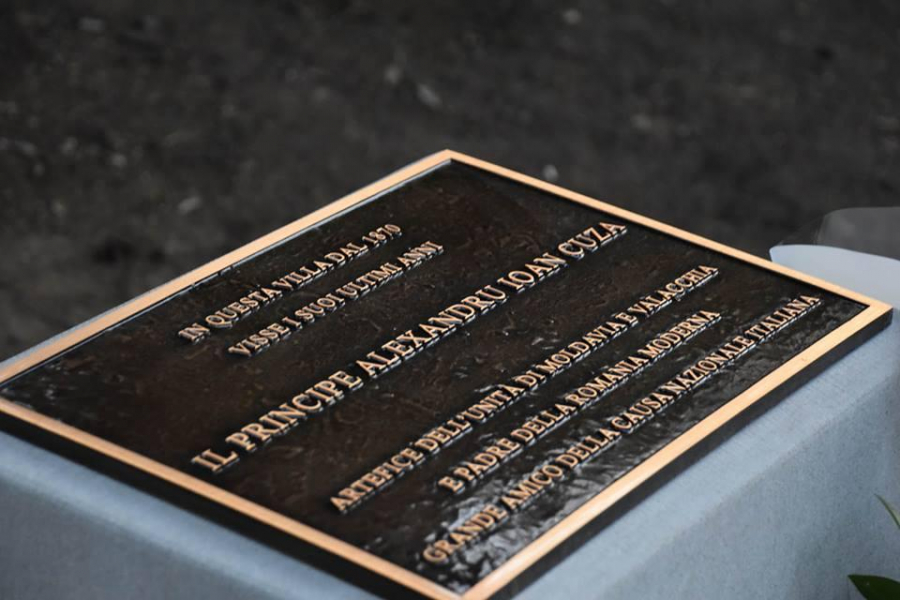 IN QUESTA VILLA DAL 1870
VISSE I SUOI ULTIMI ANNI
IL PRINCIPE ALEXANDRU IOAN CUZA
ARTEFICE DELL'UNITÀ DI MOLDAVIA E VALACCHIA
E PADRE DELLA ROMANIA MODERNA
GRANDE AMICO DELLA CAUSA NAZIONALE ITALIANA